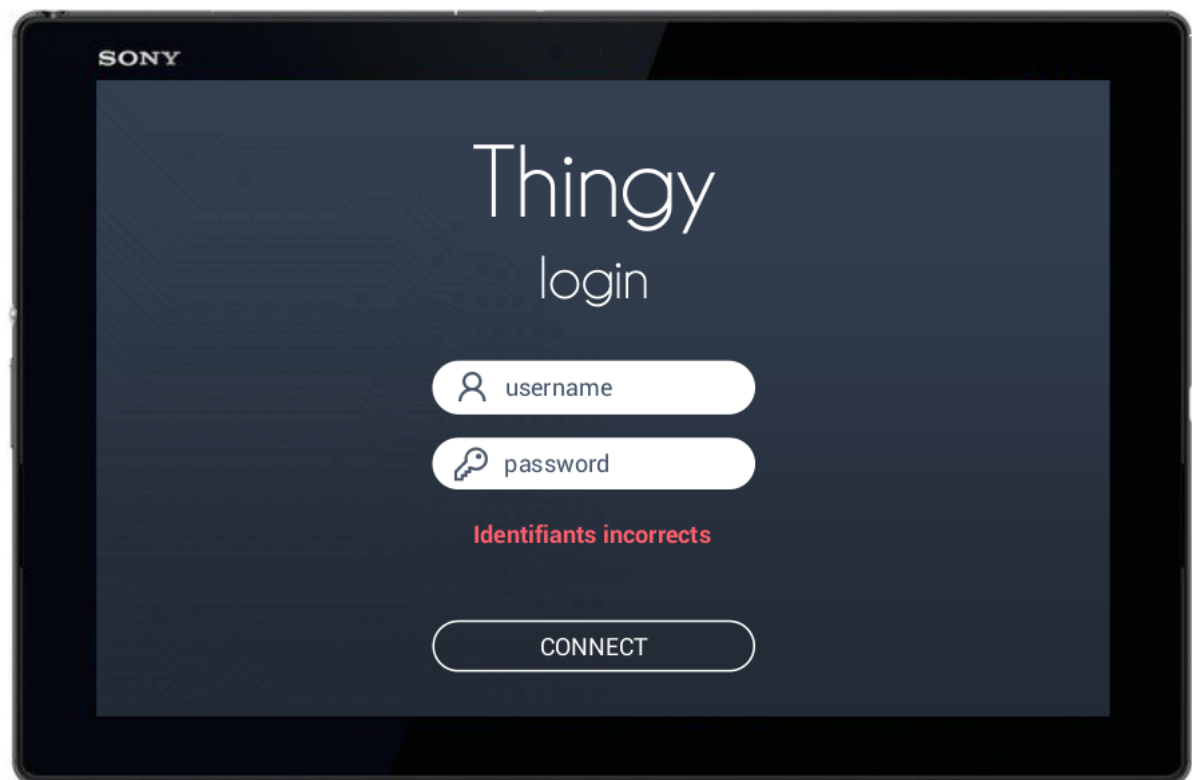 SONY
Thingy
login
username
password
Identifiants incorrects
CONNECT